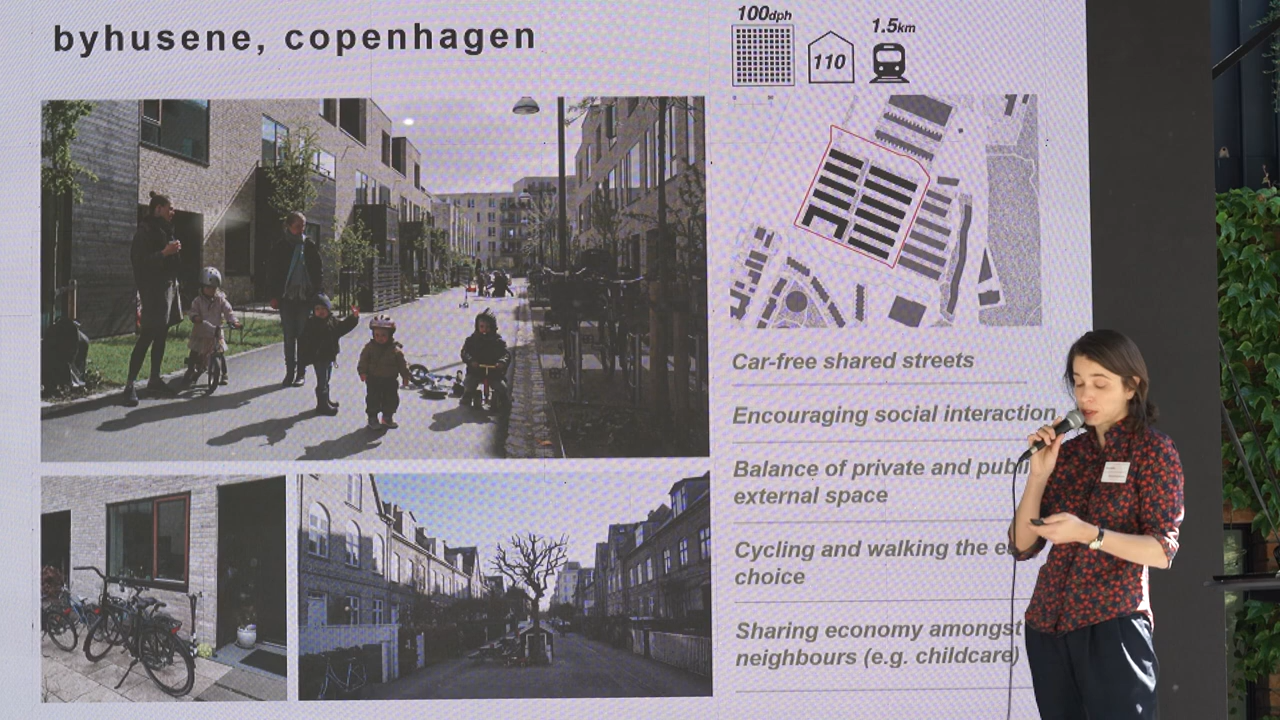 byhusene, copenhagen
100dph
110
1.5km
Car-free shared streets
Encouraging social interaction
Balance of private and
external space
Cycling and walking the
choice
Sharing economy amongst
neighbours (e.g. childcare)